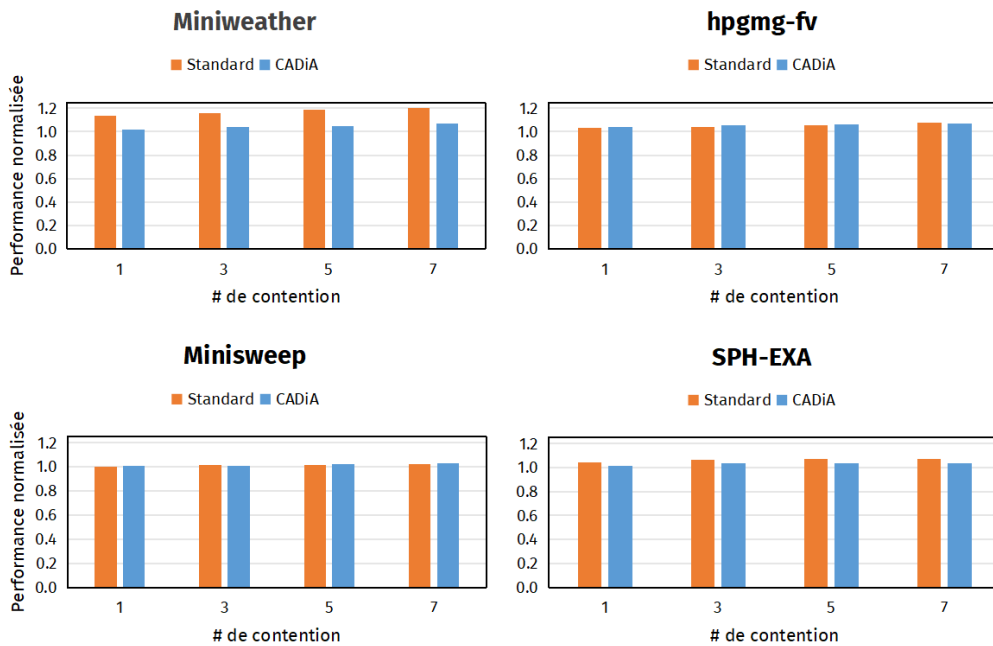 Miniweather
Standard CADiA
Performance normalisée
1.2
1.0
0.8
0.6
0.4
0.2
0.0
1 3 5 7
# de contention
hpgmg-fv
Standard CADiA
1.2
1.0
0.8
0.6
0.4
0.2
0.0
1 3 5 7
# de contention
Minisweep
Standard CADiA
Performance normalisée
1.2
1.0
0.8
0.6
0.4
0.2
0.0
1 3 5 7
# de contention
SPH-EXA
Standard CADiA
1.2
1.0
0.8
0.6
0.4
0.2
0.0
1 3 5 7
# de contention